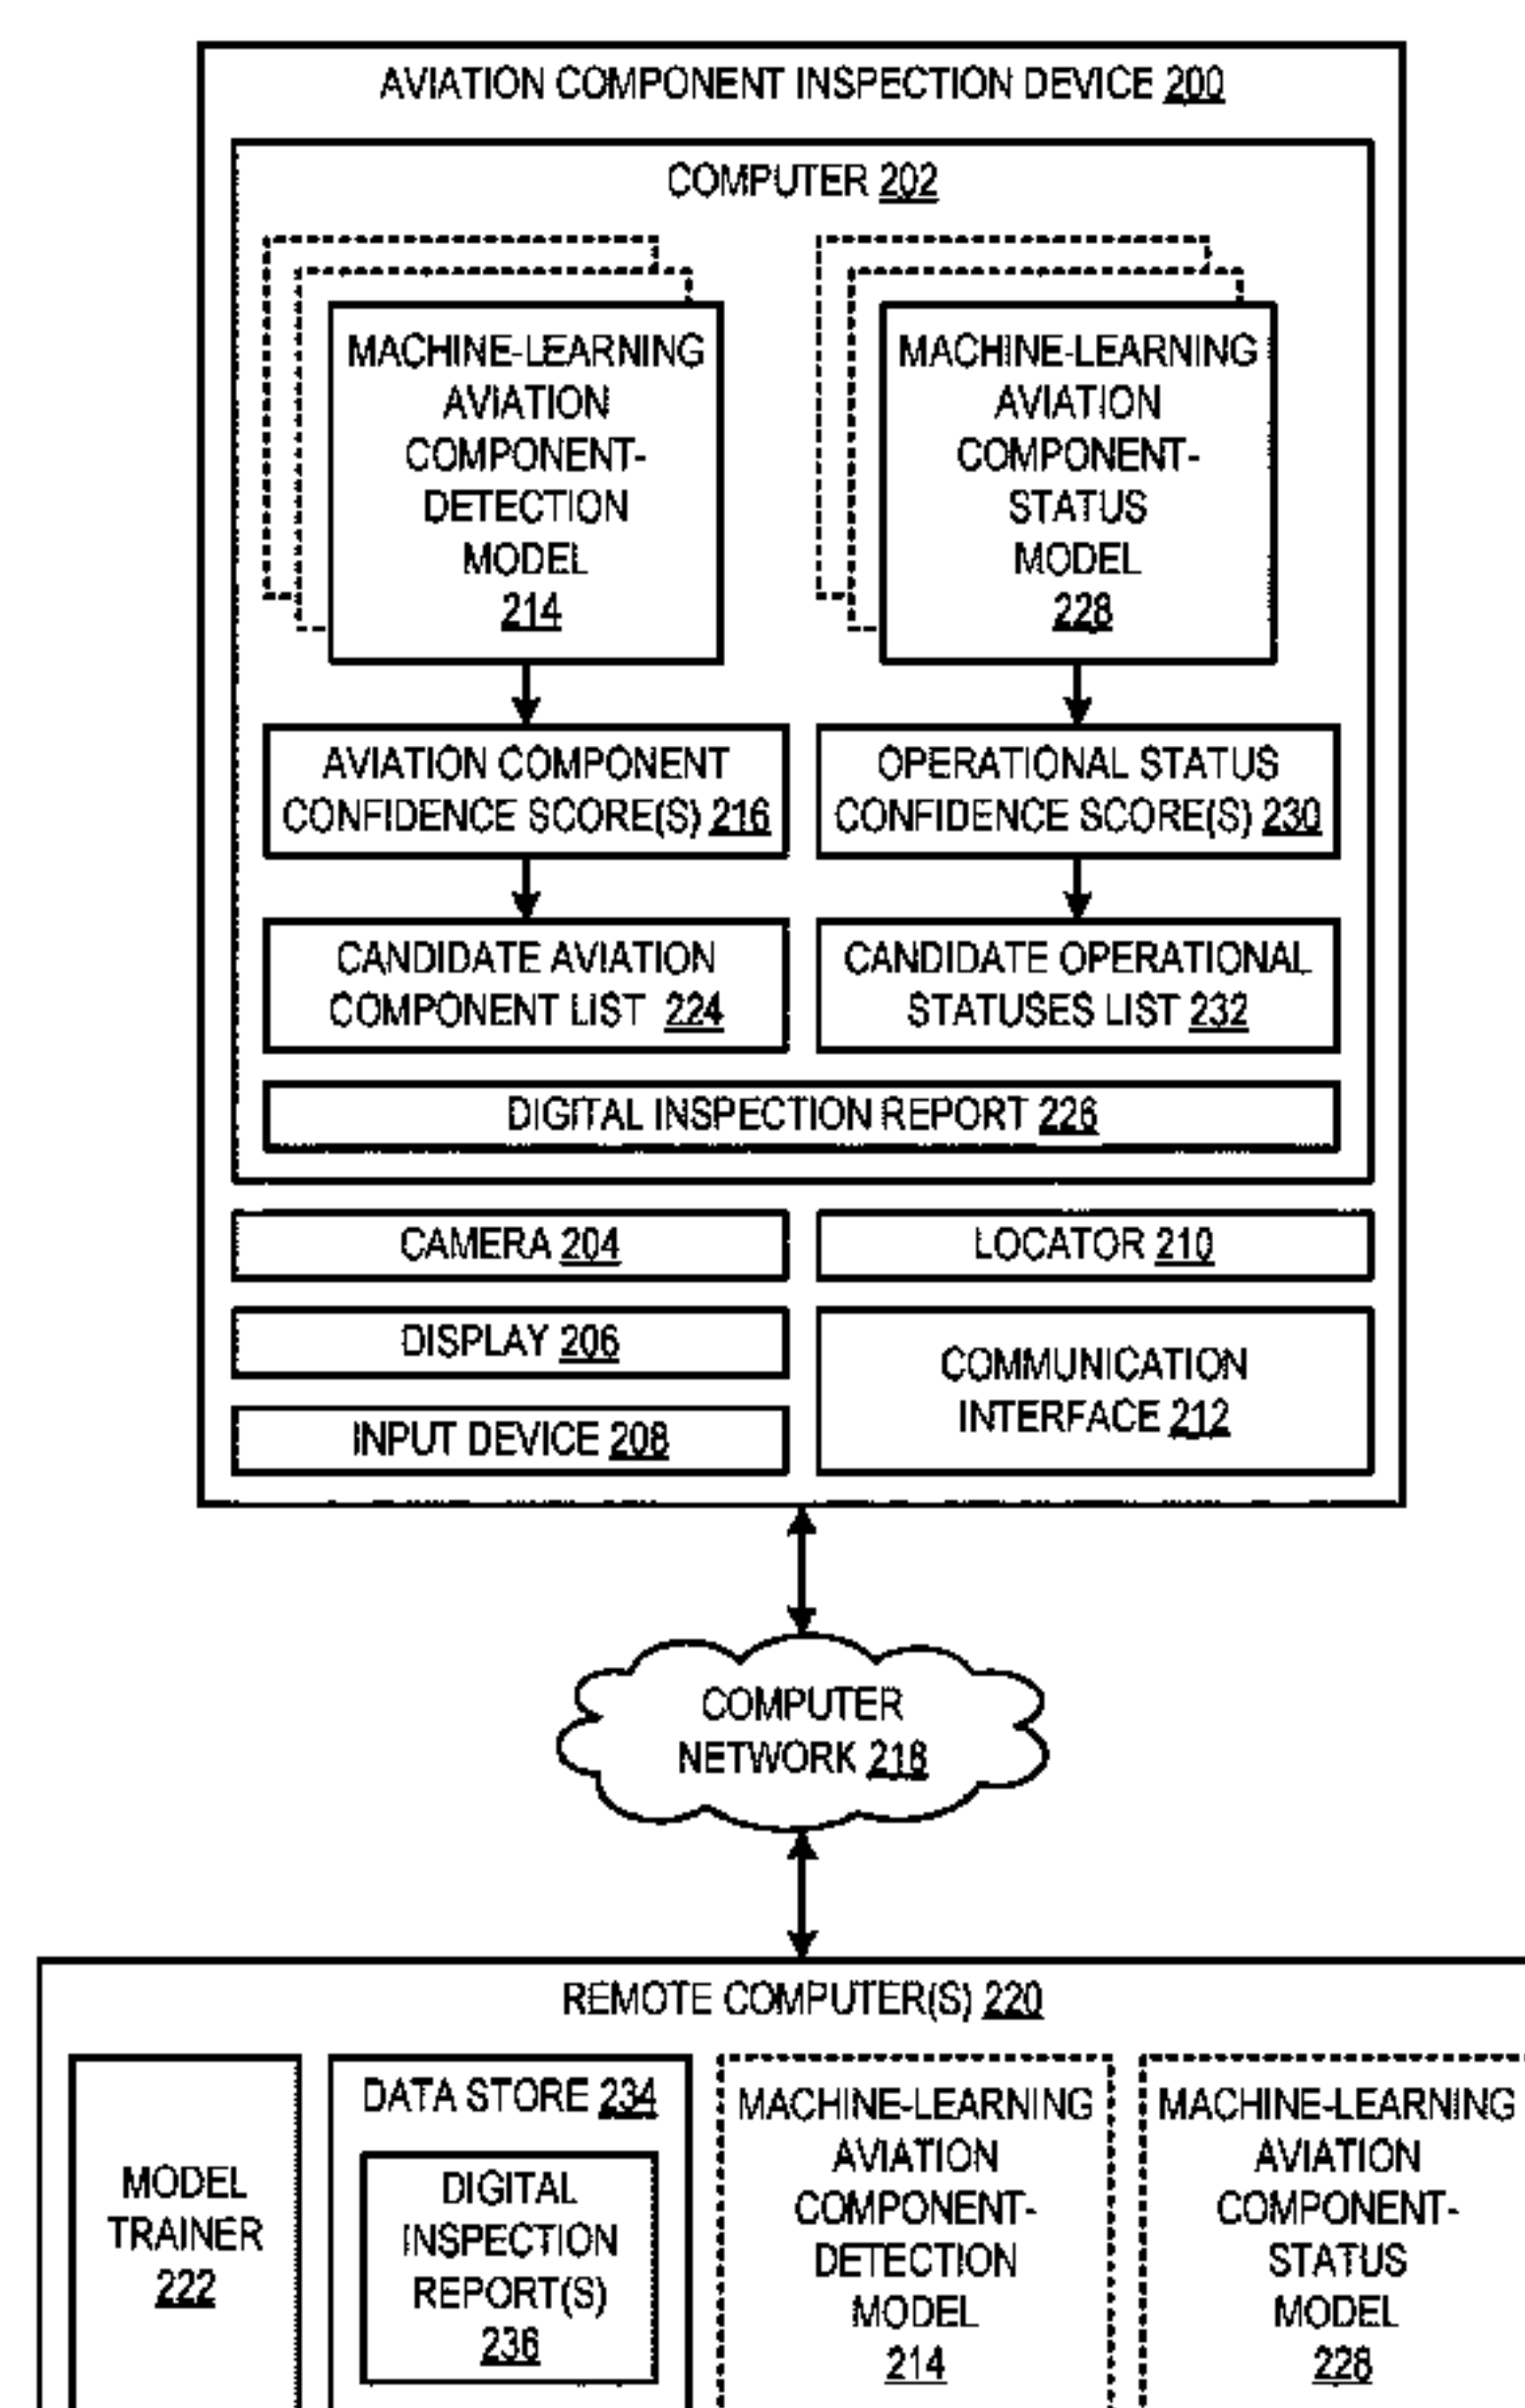 AVIATION COMPONENT INSPECTION DEVICE 200
COMPUTER 202
MACHINE-LEARNING
AVIATION
COMPONENT-
DETECTION
MODEL
214
MACHINE-LEARNING
AVIATION
COMPONENT-
STATUS
MODEL
228
AVIATION COMPONENT
CONFIDENCE SCORE(S) 216
OPERATIONAL STATUS
CONFIDENCE SCORE(S) 230
CANDIDATE AVIATION
COMPONENT LIST 224
CANDIDATE OPERATIONAL
STATUSES LIST 232
DIGITAL INSPECTION REPORT 226
CAMERA 204
LOCATOR 210
DISPLAY 206
COMMUNICATION
INTERFACE 212
INPUT DEVICE 208
COMPUTER
NETWORK 218
REMOTE COMPUTER(S) 220
MODEL
TRAINER
222
DATA STORE 234
DIGITAL
INSPECTION
REPORT(S)
236
MACHINE-LEARNING
AVIATION
COMPONENT-
DETECTION
MODEL
214
MACHINE-LEARNING
AVIATION
COMPONENT-
STATUS
MODEL
228